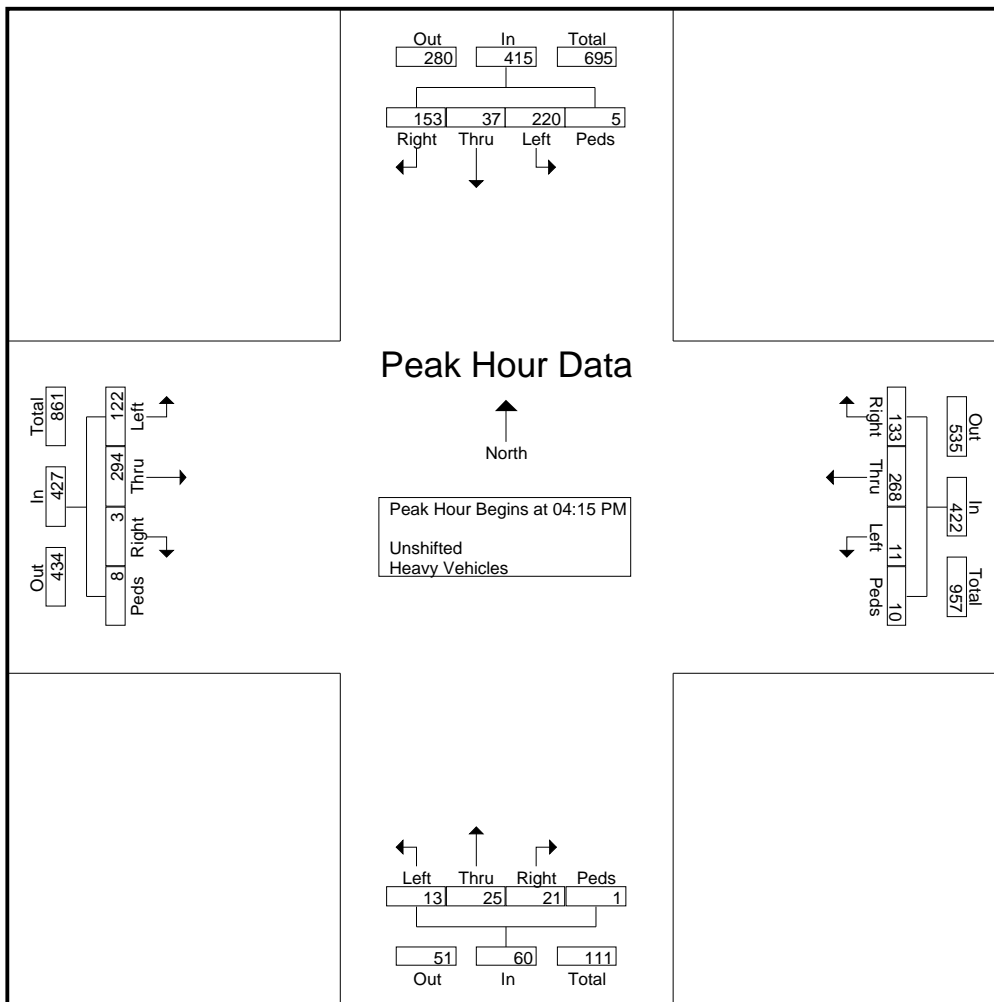 Out In Total
280 415 695
153 37 220 5
Right Thru Left Peds
Peak Hour Data
North
Peak Hour Begins at 04:15 PM
Unshifted
Heavy Vehicles
Total In Out
861 427 434
122 294 3 8
Left Thru Right Peds
Out In Total
535 422 957
133 268 11 10
Right Thru Left Peds
Left Thru Right Peds
13 25 21 1
51 60 111
Out In Total